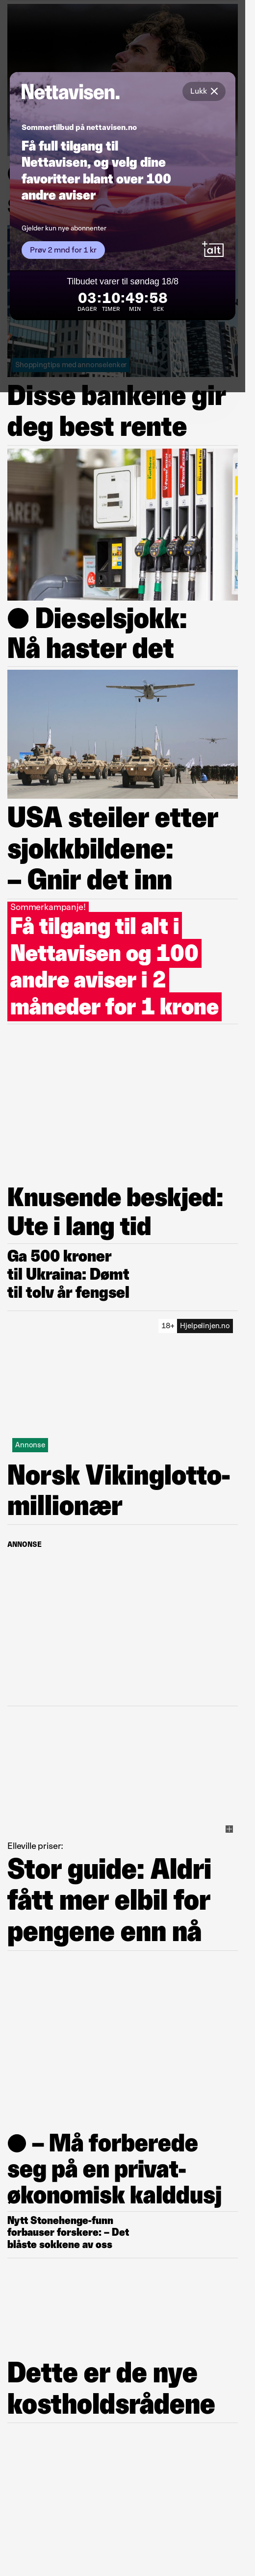 Nettavisen.
Lukk
Sommertilbud på nettavisen.no
Få full tilgang til
Nettavisen, og velg dine
favoritter blant over 100
andre aviser
Gjelder kun nye abonnenter
Prøv 2 mnd for 1 kr
+alt
Tilbudet varer til søndag 18/8
03:10:49:58
DAGER TIMER MIN SEK
Shoppingtips med annonselenker
Disse bankene gir
deg best rente
Dieselsjokk:
Nå haster det
USA steiler etter
sjokkbildene:
– Gnir det inn
Sommerkampanje!
Få tilgang til alt i
Nettavisen og 100
andre aviser i 2
måneder for 1 krone
Knusende beskjed:
Ute i lang tid
Ga 500 kroner
til Ukraina: Dømt
til tolv år fengsel
18+ Hjelpelinjen.no
Annonse
Norsk Vikinglotto-
millionær
ANNONSE
Elleville priser:
Stor guide: Aldri
fått mer elbil for
pengene enn nå
– Må forberede
seg på en privat-
økonomisk kalddusj
Nytt Stonehenge-funn
forbauser forskere: – Det
blåste sokkene av oss
Dette er de nye
kostholdsrådene